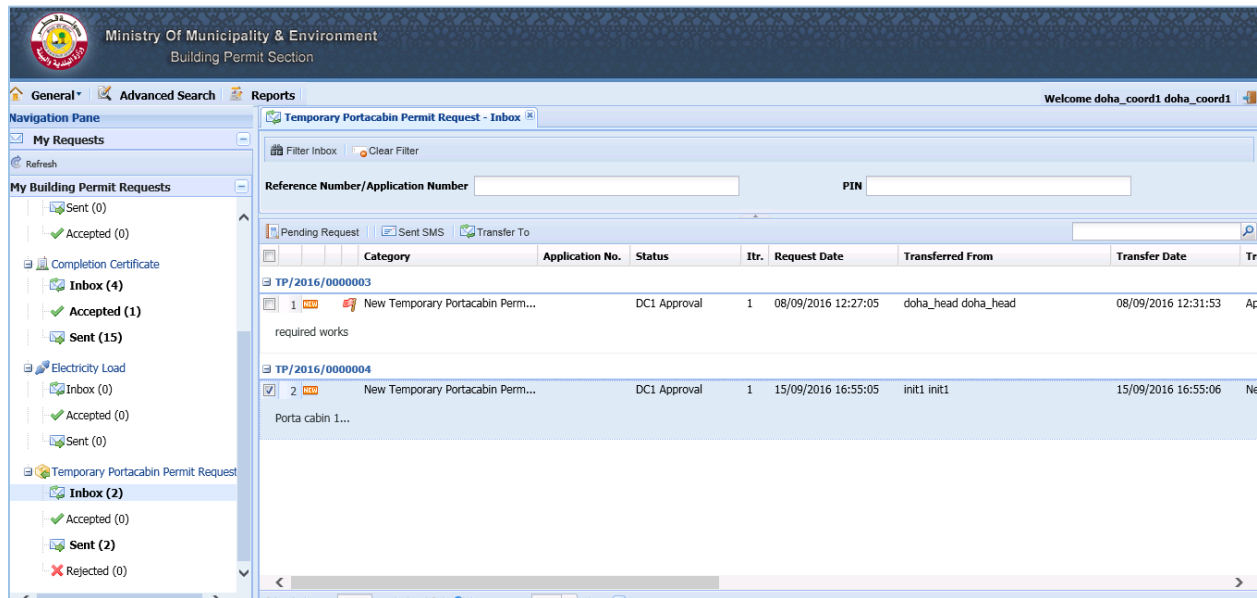 Ministry Of Municipality & Environment
Building Permit Section
General Advanced Search Reports
Welcome doha_coord1 doha_coord1
Navigation Pane
Temporary Portacabin Permit Request - Inbox
My Requests
Filter Inbox Clear Filter
Refresh
My Building Permit Requests
Reference Number/Application Number PIN
Sent (0)
Accepted (0)
Pending Request Sent SMS Transfer To
Category Application No. Status Itr. Request Date Transferred From Transfer Date Tr
Completion Certificate
Inbox (4)
Accepted (1)
Sent (15)
TP/2016/0000003
1 NEW New Temporary Portacabin Perm... DC1 Approval 1 08/09/2016 12:27:05 doha_head doha_head 08/09/2016 12:31:53 Ap
required works
Electricity Load
Inbox (0)
Accepted (0)
Sent (0)
TP/2016/0000004
2 NEW New Temporary Portacabin Perm... DC1 Approval 1 15/09/2016 16:55:05 init1 init1 15/09/2016 16:55:06 Ne
Porta cabin 1...
Temporary Portacabin Permit Request
Inbox (2)
Accepted (0)
Sent (2)
Rejected (0)